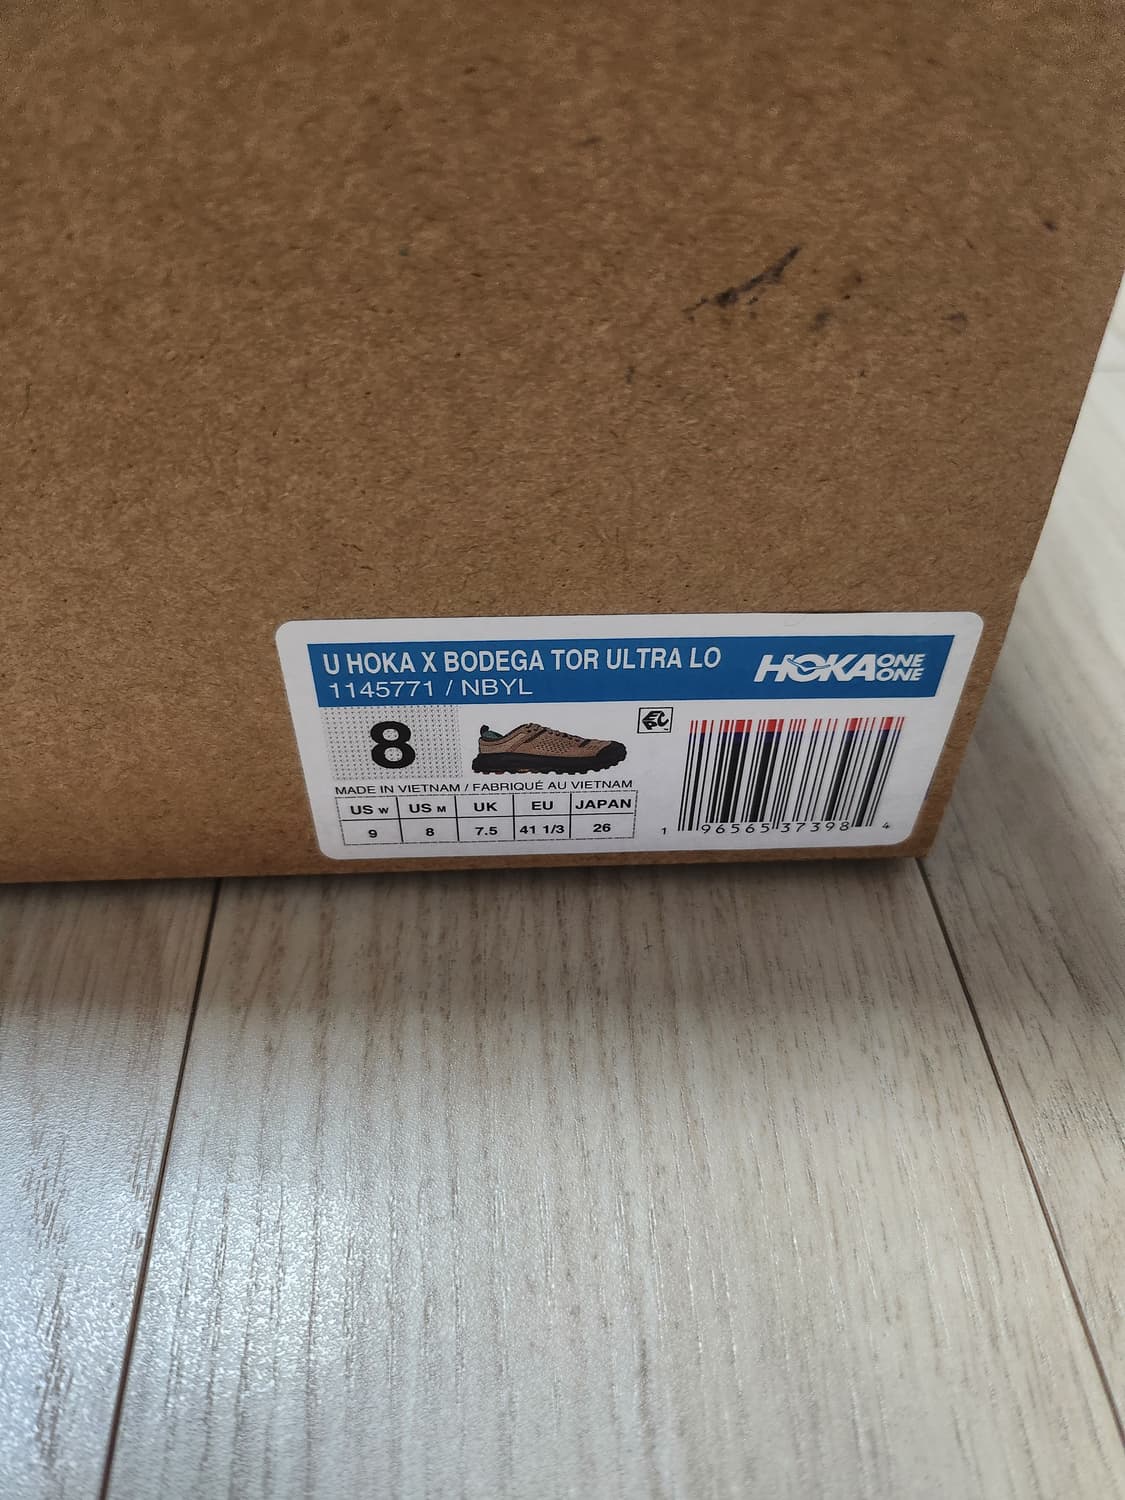 U HOKA X BODEGA TOR ULTRA LO
1145771 / NBYL
HOKA ONE ONE
8
MADE IN VIETNAM / FABRIQUÉ AU VIETNAM
US W US M UK EU JAPAN
9 8 7.5 41 1/3 26
1 96565 37398 4